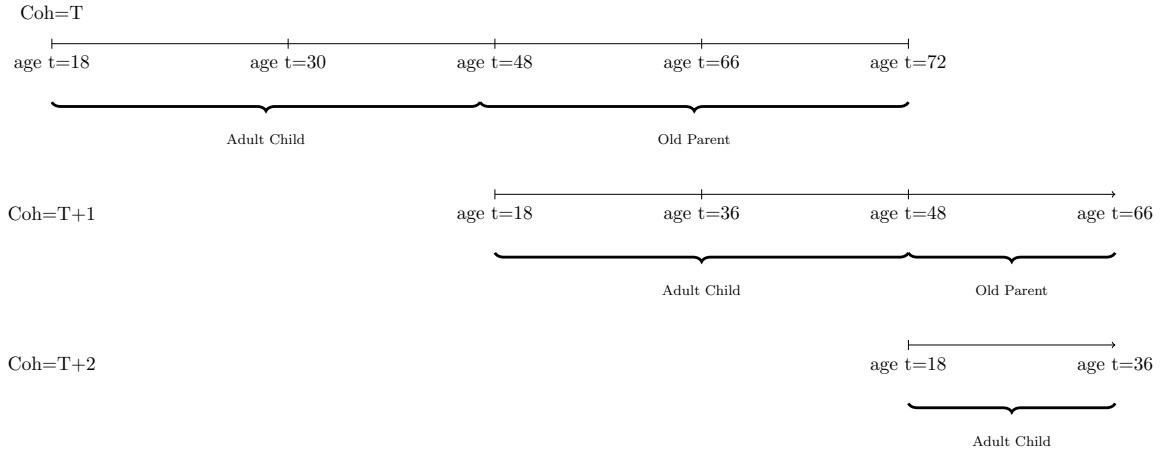 Coh=T
age t=18 age t=30 age t=48 age t=66 age t=72
Adult Child Old Parent
Coh=T+1 age t=18 age t=36 age t=48 age t=66
Adult Child Old Parent
Coh=T+2 age t=18 age t=36
Adult Child